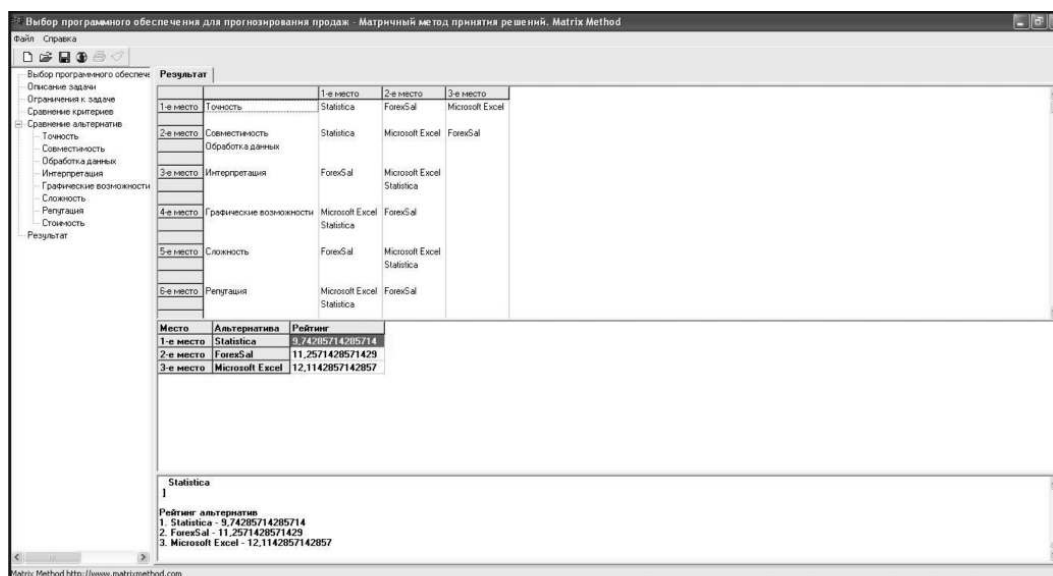 Выбор программного обеспечения для прогнозирования продаж - Матричный метод принятия решений. Matrix Method
Файл Справка
Выбор программного обеспече
Описание задачи
Ограничения к задаче
Сравнение критериев
Сравнение альтернатив
Точность
Совместимость
Обработка данных
Интерпретация
Графические возможности
Сложность
Репутация
Стоимость
Результат
Результат
1-е место 2-е место 3-е место
1-е место Точность Statistica ForexSal Microsoft Excel
2-е место Совместимость Statistica Microsoft Excel ForexSal
Обработка данных
3-е место Интерпретация ForexSal Microsoft Excel
Statistica
4-е место Графические возможности Microsoft Excel ForexSal
Statistica
5-е место Сложность ForexSal Microsoft Excel
Statistica
6-е место Репутация Microsoft Excel ForexSal
Statistica
Место Альтернатива Рейтинг
1-е место Statistica 9,74285714285714
2-е место ForexSal 11,2571428571429
3-е место Microsoft Excel 12,1142857142857
Statistica
]
Рейтинг альтернатив
1. Statistica - 9,74285714285714
2. ForexSal - 11,2571428571429
3. Microsoft Excel - 12,1142857142857
Matrix Method http://www.matrixmethod.com